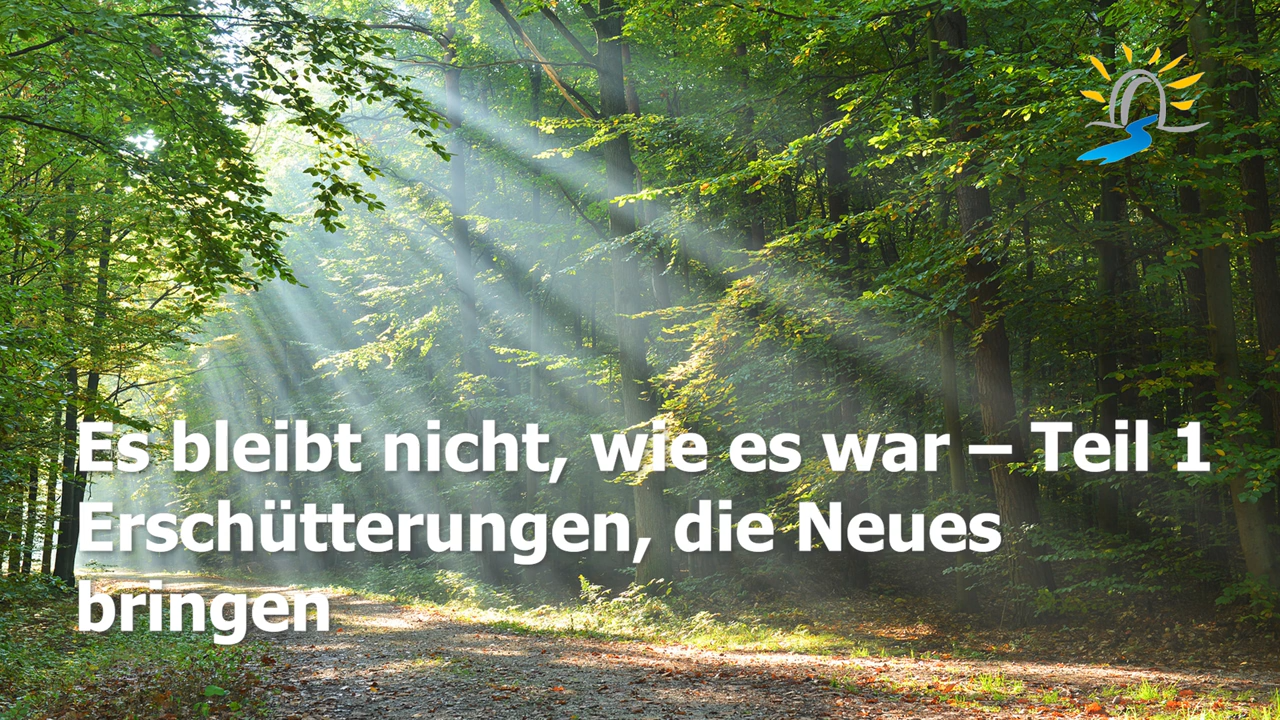 Es bleibt nicht, wie es war – Teil 1
Erschütterungen, die Neues
bringen